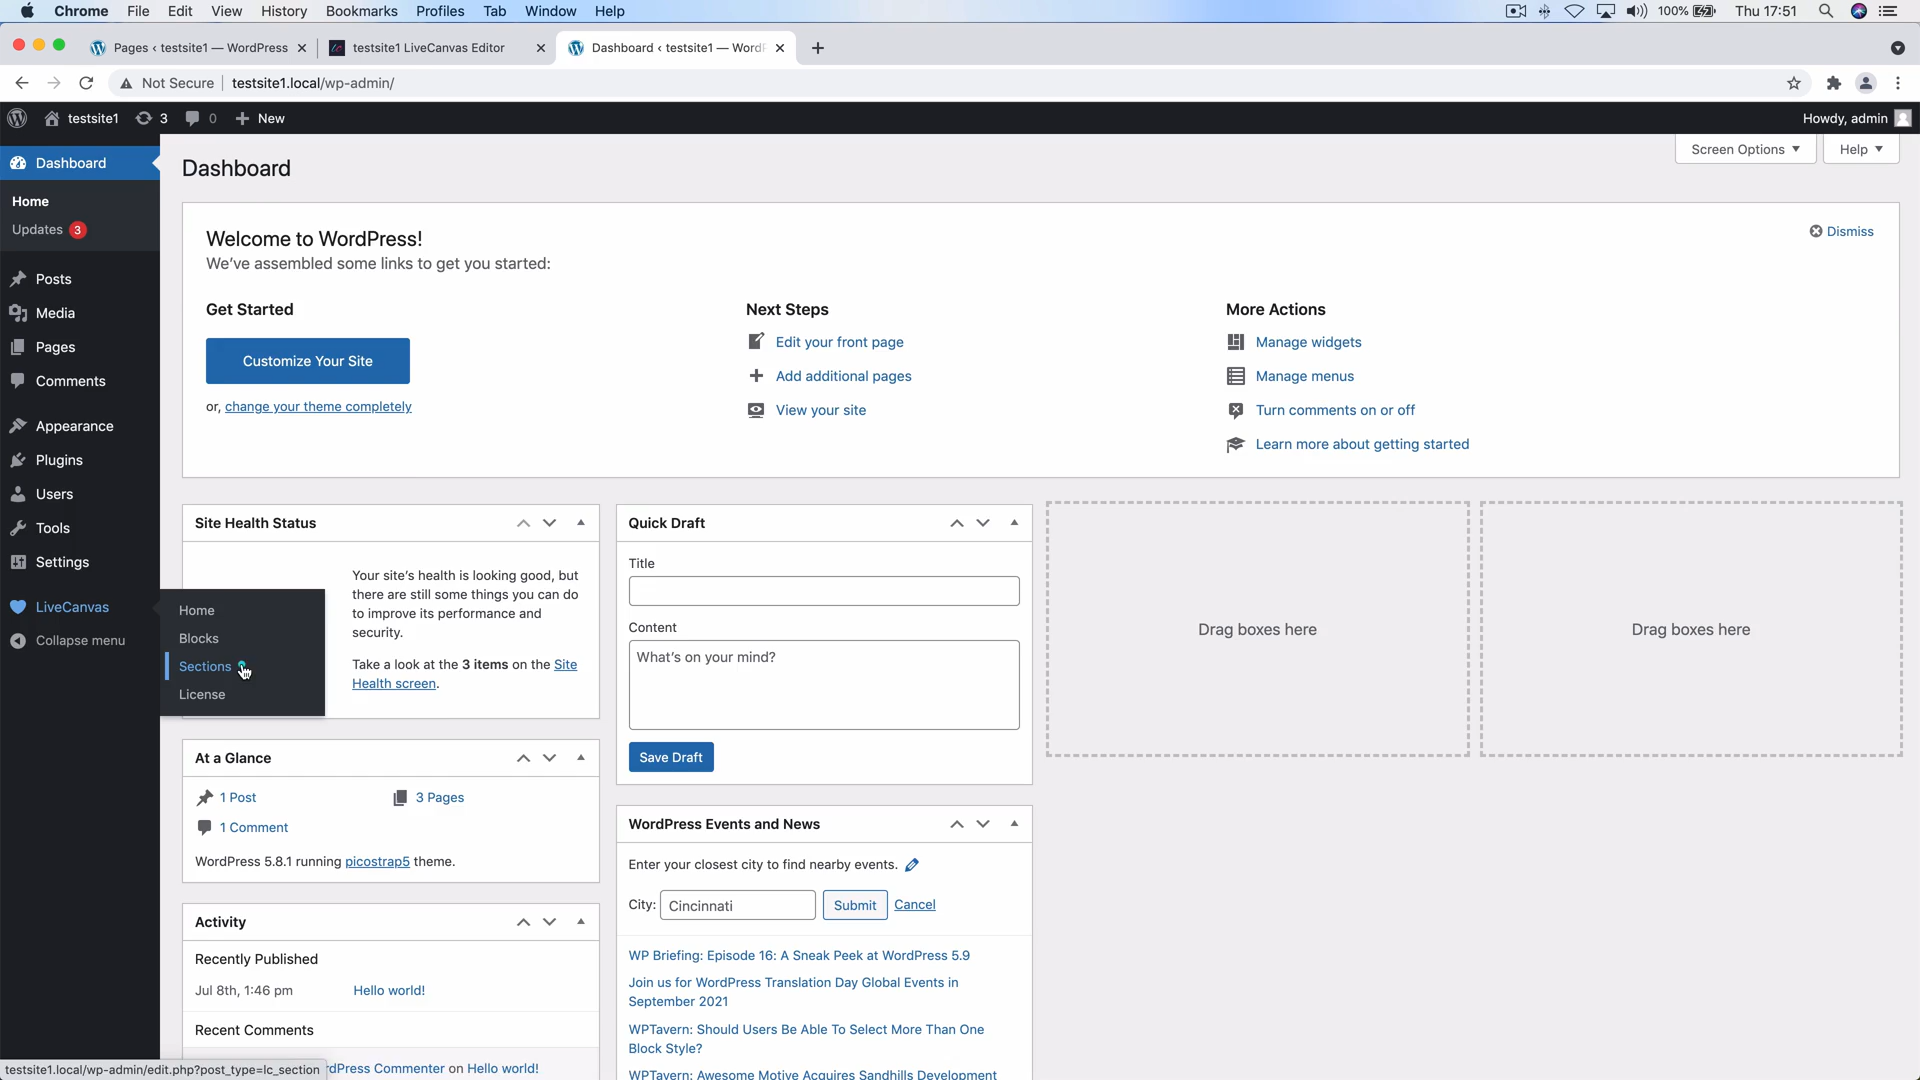 Chrome File Edit View History Bookmarks Profiles Tab Window Help 100% Thu 17:51
Pages ‹ testsite1 — WordPress testsite1 LiveCanvas Editor Dashboard ‹ testsite1 — Word
Not Secure testsite1.local/wp-admin/
testsite1 3 0 New Howdy, admin
Screen Options Help
Dashboard
Home
Updates 3
Posts
Media
Pages
Comments
Appearance
Plugins
Users
Tools
Settings
LiveCanvas
Collapse menu
Home
Blocks
Sections
License
Dashboard
Welcome to WordPress!
We've assembled some links to get you started:
Dismiss
Get Started
Customize Your Site
or, change your theme completely
Next Steps
Edit your front page
Add additional pages
View your site
More Actions
Manage widgets
Manage menus
Turn comments on or off
Learn more about getting started
Site Health Status
Your site's health is looking good, but
there are still some things you can do
to improve its performance and
security.
Take a look at the 3 items on the Site
Health screen.
At a Glance
1 Post 3 Pages
1 Comment
WordPress 5.8.1 running picostrap5 theme.
Activity
Recently Published
Jul 8th, 1:46 pm Hello world!
Recent Comments
Commenter on Hello world!
Quick Draft
Title
Content
What's on your mind?
Save Draft
WordPress Events and News
Enter your closest city to find nearby events.
City: Cincinnati Submit Cancel
WP Briefing: Episode 16: A Sneak Peek at WordPress 5.9
Join us for WordPress Translation Day Global Events in
September 2021
WPTavern: Should Users Be Able To Select More Than One
Block Style?
WPTavern: Awesome Motive Acquires Sandhills Development
Drag boxes here
Drag boxes here
testsite1.local/wp-admin/edit.php?post_type=lc_section